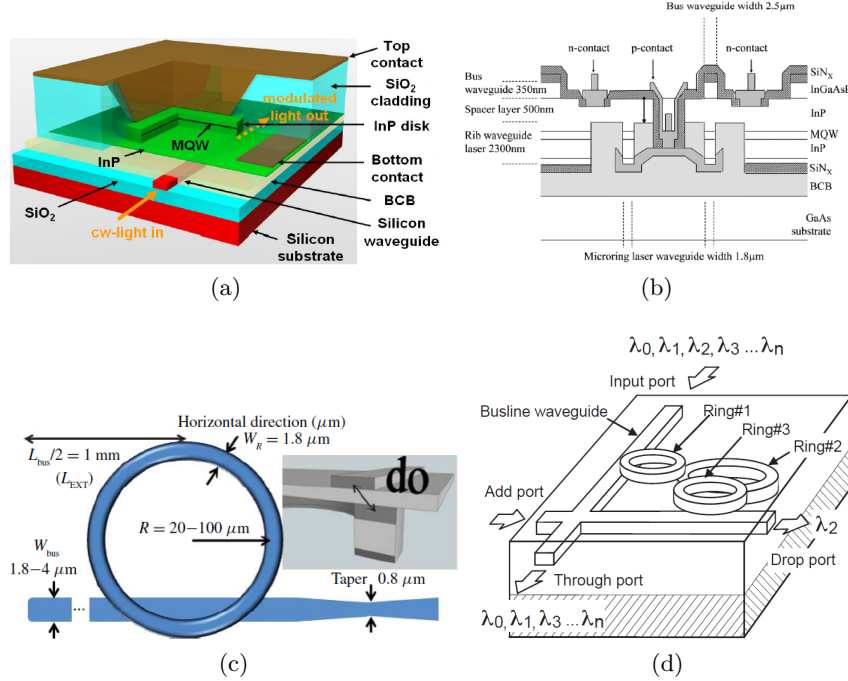 Top
contact
SiO2
cladding
modulated
light out
MQW
InP disk
InP
Bottom
contact
BCB
SiO2
cw-light in
Silicon
waveguide
Silicon
substrate
(a)
Bus waveguide width 2.5μm
n-contact
p-contact
n-contact
SiNX
Bus
waveguide 350nm
InGaAsP
Spacer layer 500nm
InP
Rib waveguide
laser 2300nm
MQW
InP
SiNX
BCB
GaAs
substrate
Microring laser waveguide width 1.8μm
(b)
Horizontal direction (μm)
WR = 1.8 μm
Lbus/2 = 1 mm
(LEXT)
do
R = 20–100 μm
Wbus
1.8–4 μm
...
Taper 0.8 μm
(c)
λ0, λ1, λ2, λ3 ...λn
Input port
Busline waveguide
Ring#1
Ring#3
Ring#2
Add port
λ2
Drop port
Through port
λ0, λ1, λ3 ...λn
(d)